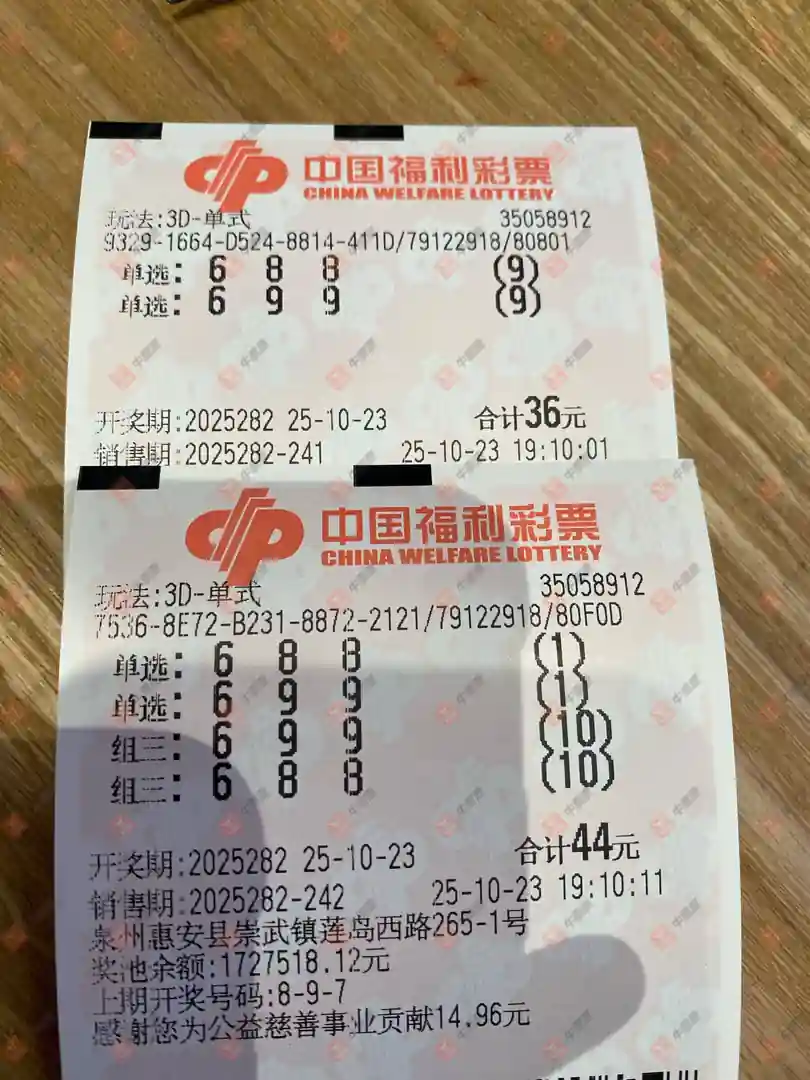 中国福利彩票
CHINA WELFARE LOTTERY
玩法:3D-单式 35058912
9329-1664-D524-8814-411D/79122918/80801
单选: 6 8 8 (9)
单选: 6 9 9 (9)
开奖期:2025282 25-10-23 合计36元
销售期:2025282-241 25-10-23 19:10:01
中国福利彩票
CHINA WELFARE LOTTERY
玩法:3D-单式 35058912
7536-8E72-B231-8872-2121/79122918/80F0D
单选: 6 8 8 (1)
单选: 6 9 9 (1)
组三: 6 9 9 (10)
组三: 6 8 8 (10)
开奖期:2025282 25-10-23 合计44元
销售期:2025282-242 25-10-23 19:10:11
泉州惠安县崇武镇莲岛西路265-1号
奖池余额:1727518.12元
上期开奖号码:8-9-7
感谢您为公益慈善事业贡献14.96元